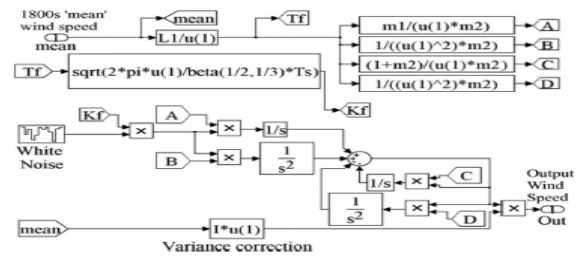 1800s 'mean'
wind speed
mean
mean
Tf
L1/u(1)
m1/(u(1)*m2)
A
1/((u(1)^2)*m2)
B
(1+m2)/(u(1)*m2)
C
1/((u(1)^2)*m2)
D
Tf
sqrt(2*pi*u(1)/beta(1/2,1/3)*Ts)
Kf
Kf
A
×
×
1/s
White
Noise
B
×
1
s²
C
1/s
×
1
s²
×
D
Output
Wind
Speed
×
Out
mean
I*u(1)
Variance correction